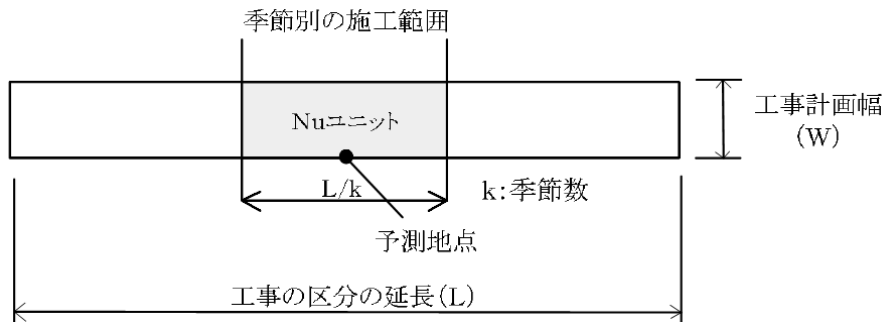 季節別の施工範囲
Nuユニット
工事計画幅
(W)
L/k
k:季節数
予測地点
工事の区分の延長(L)